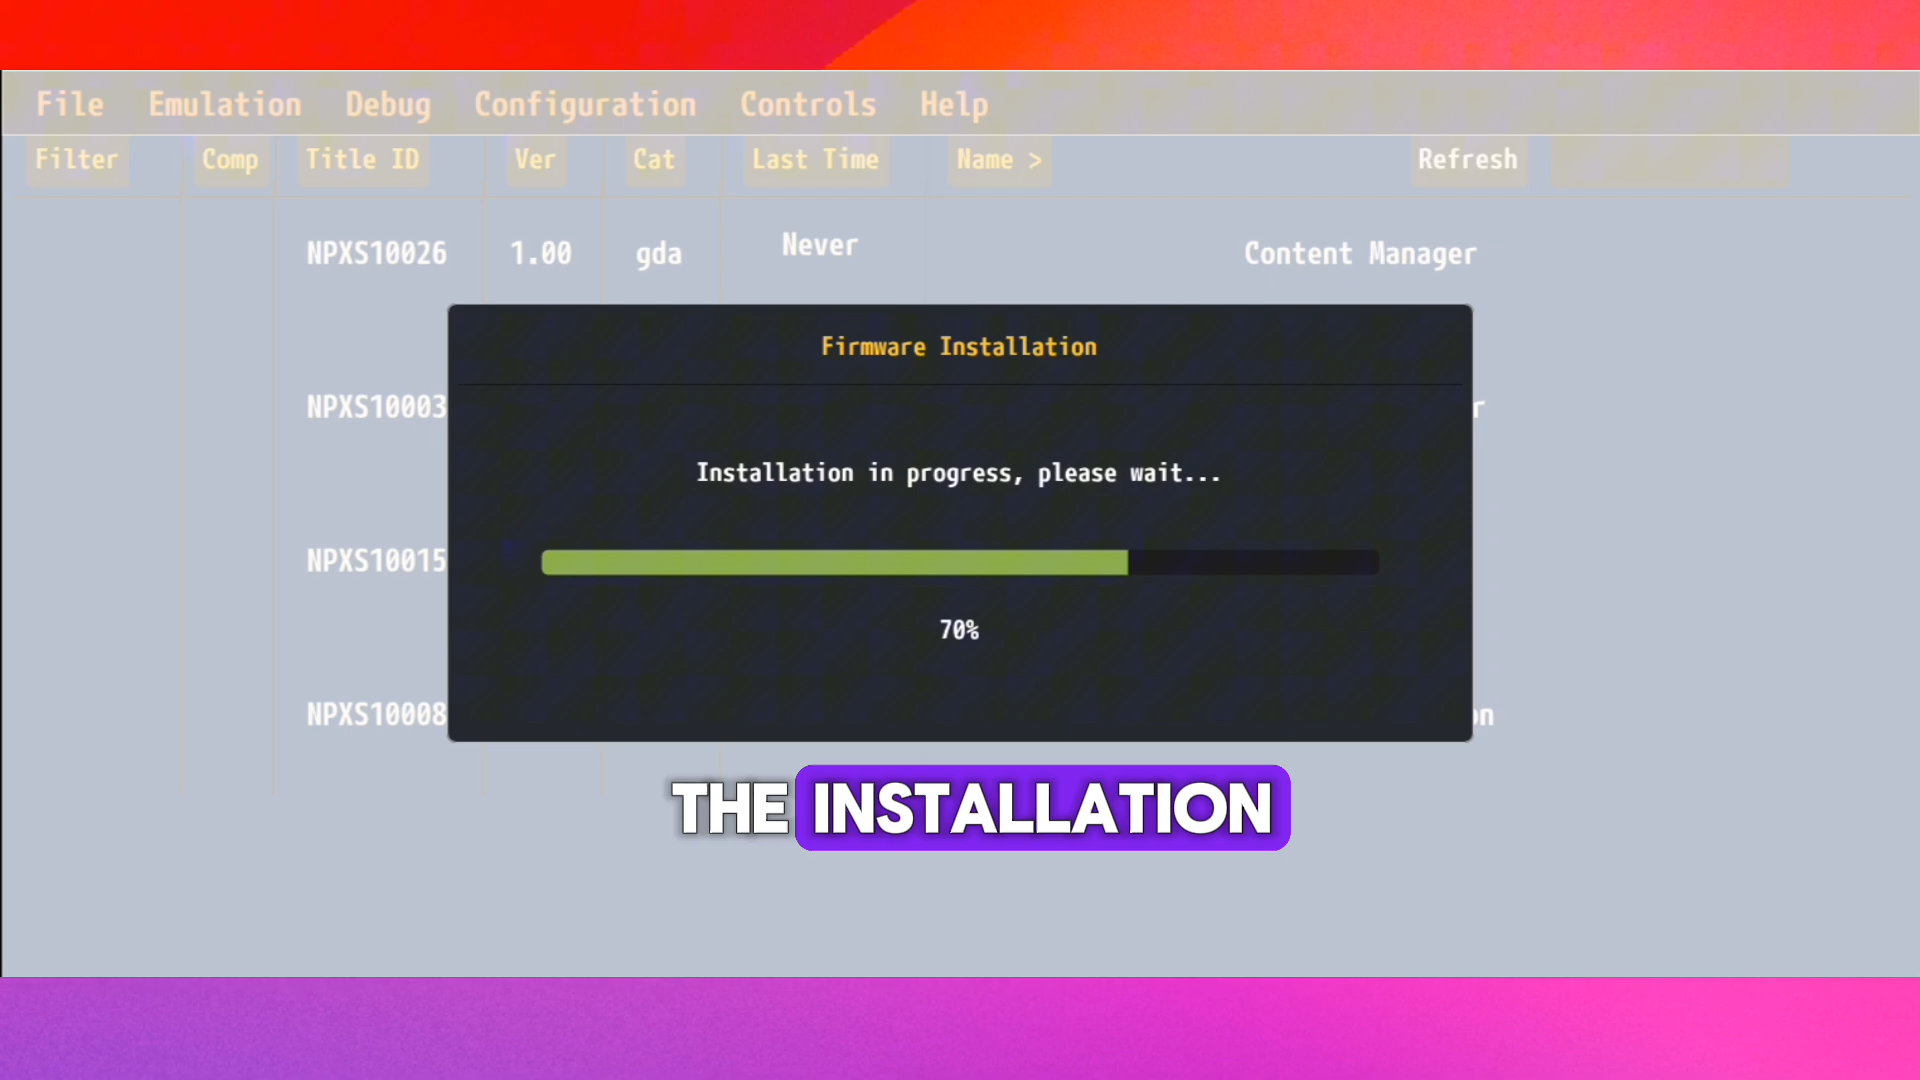 File Emulation Debug Configuration Controls Help
Filter Comp Title ID Ver Cat Last Time Name > Refresh
NPXS10026 1.00 gda Never Content Manager
Firmware Installation
NPXS10003 r
Installation in progress, please wait...
NPXS10015
70%
NPXS10008 on
THE INSTALLATION